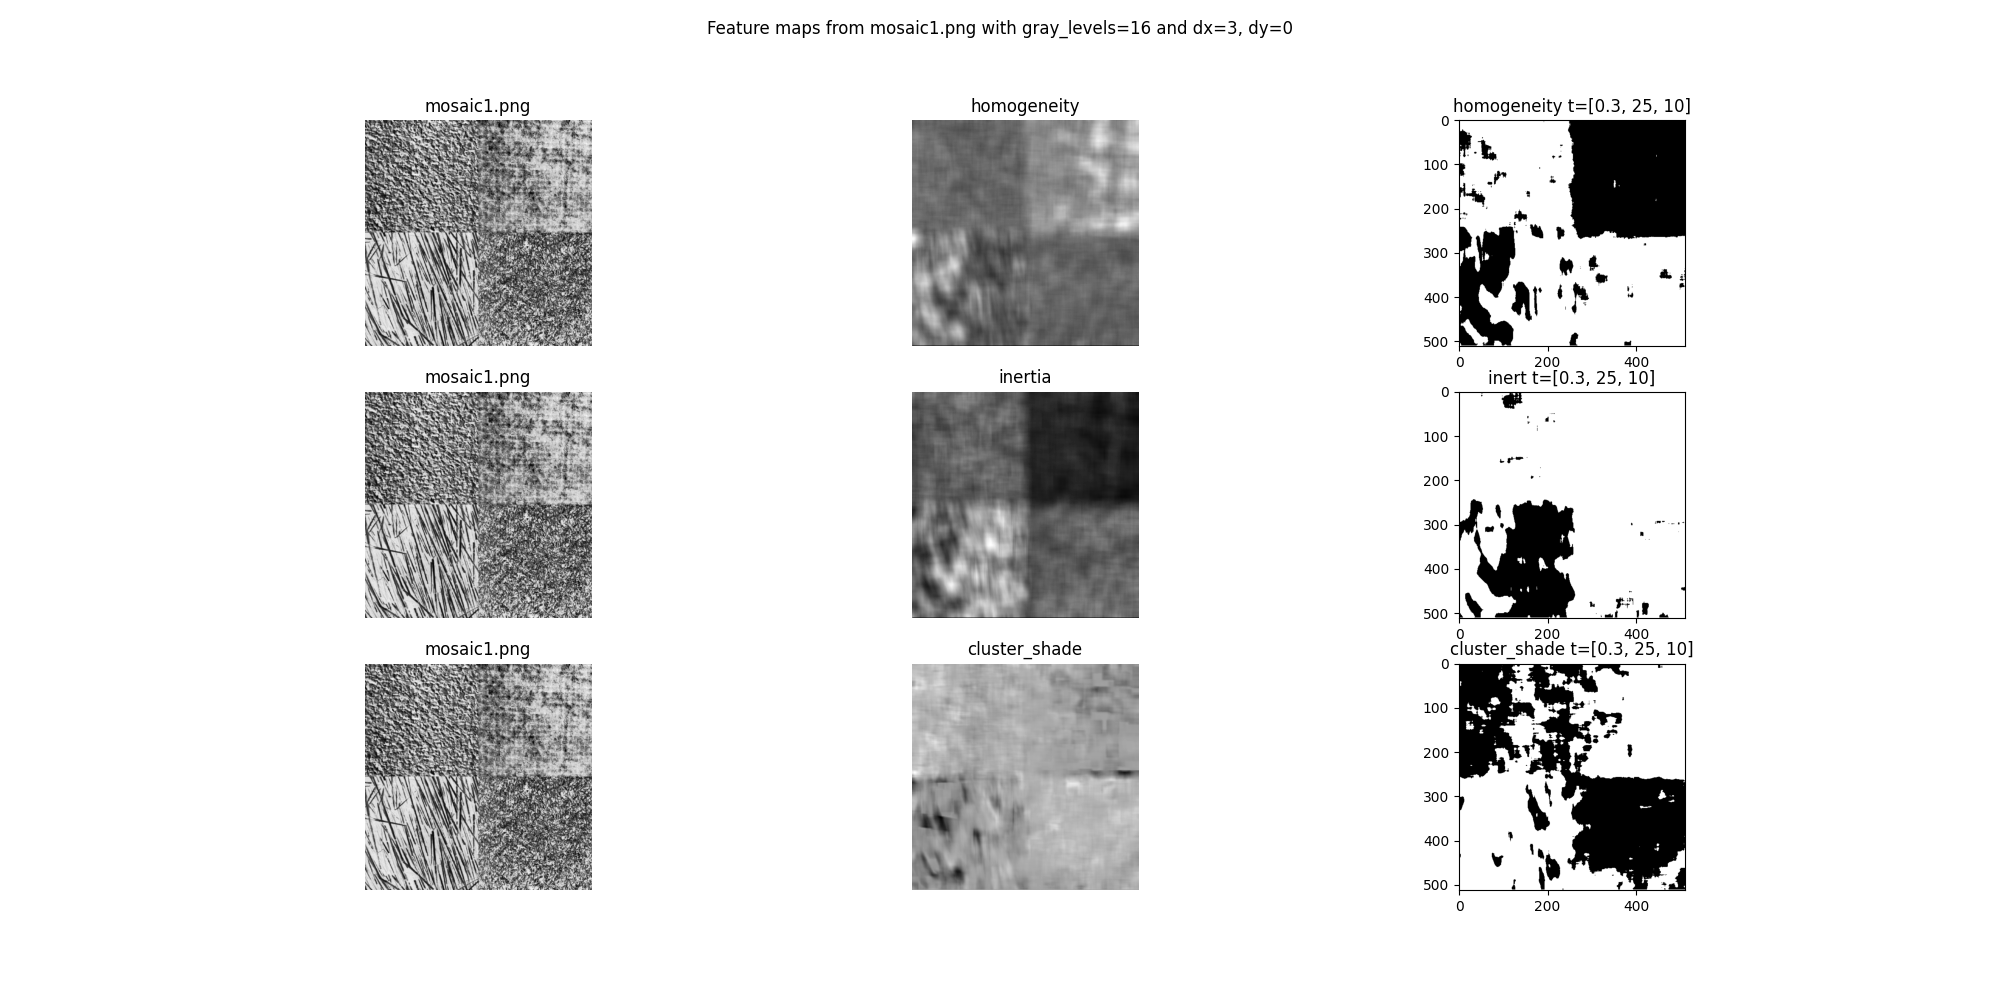 Feature maps from mosaic1.png with gray_levels=16 and dx=3, dy=0
mosaic1.png
homogeneity
homogeneity t=[0.3, 25, 10]
0
100
200
300
400
500
0 200 400
mosaic1.png
inertia
inert t=[0.3, 25, 10]
0
100
200
300
400
500
0 200 400
mosaic1.png
cluster_shade
cluster_shade t=[0.3, 25, 10]
0
100
200
300
400
500
0 200 400